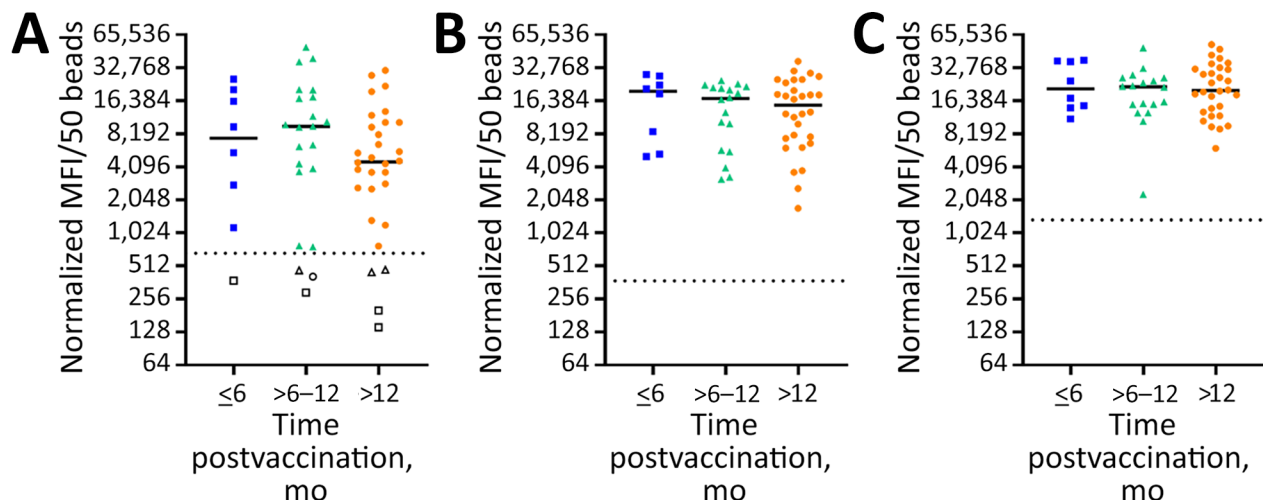 A
Normalized MFI/50 beads
65,536
32,768
16,384
8,192
4,096
2,048
1,024
512
256
128
64
≤6
>6–12
>12
Time
postvaccination,
mo
B
Normalized MFI/50 beads
65,536
32,768
16,384
8,192
4,096
2,048
1,024
512
256
128
64
≤6
>6–12
>12
Time
postvaccination,
mo
C
Normalized MFI/50 beads
65,536
32,768
16,384
8,192
4,096
2,048
1,024
512
256
128
64
≤6
>6–12
>12
Time
postvaccination,
mo